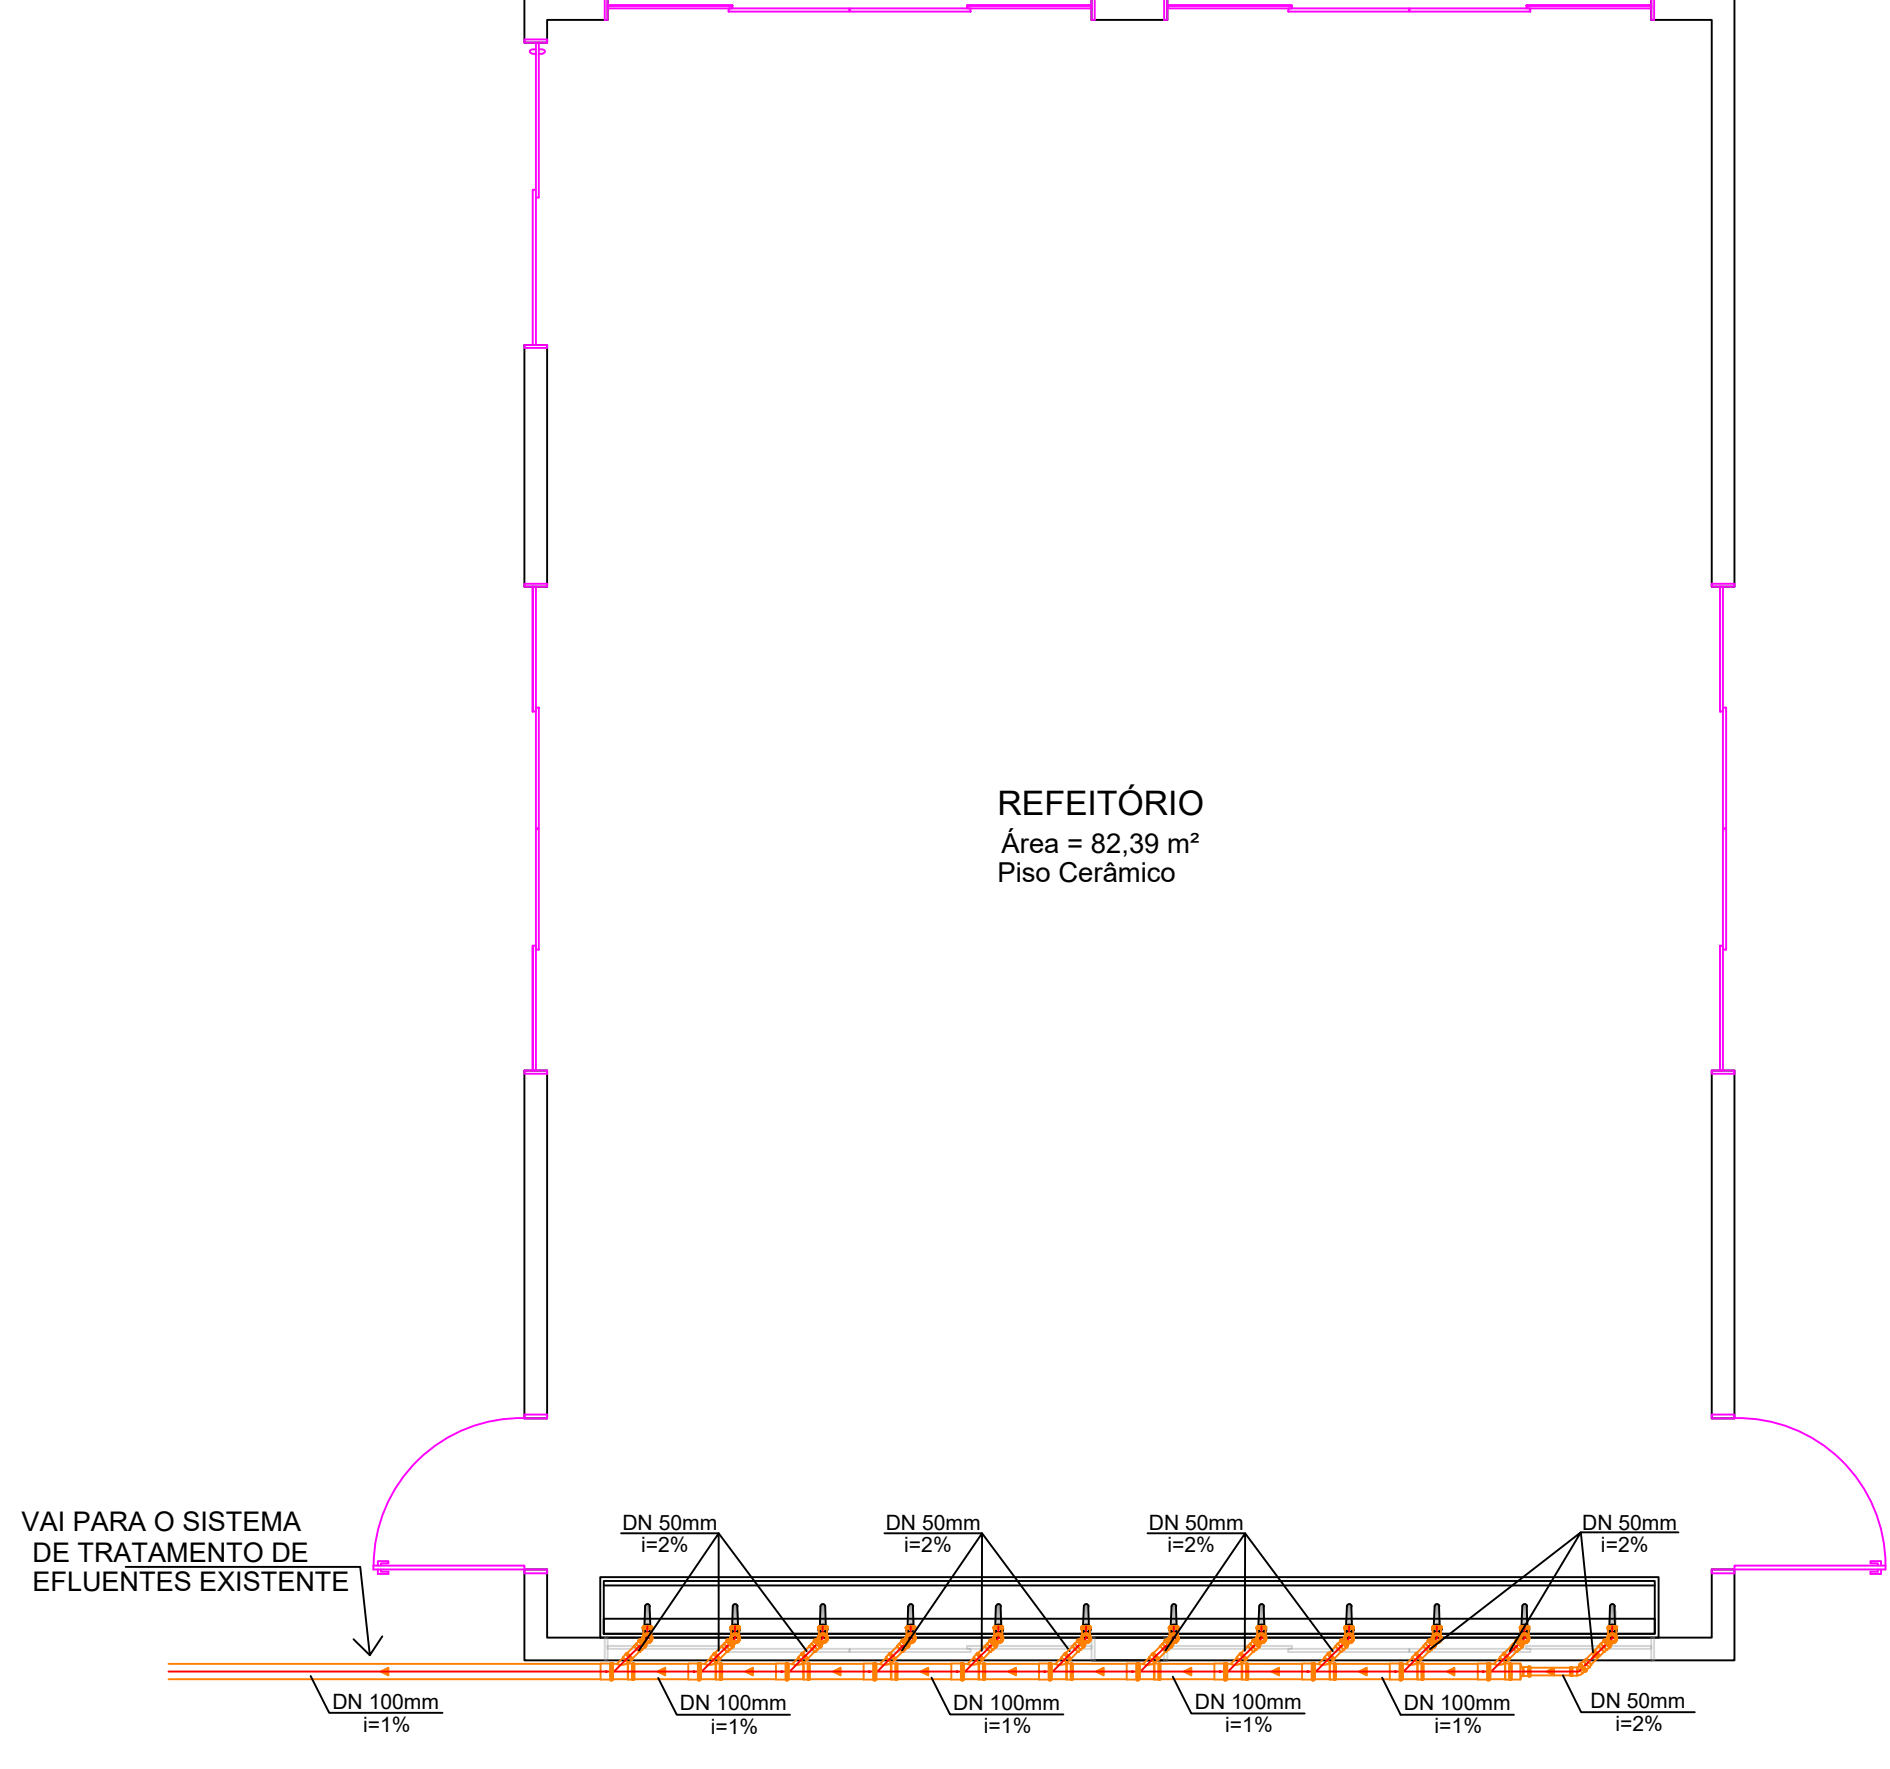 REFEITÓRIO
Área = 82,39 m²
Piso Cerâmico
VAI PARA O SISTEMA
DE TRATAMENTO DE
EFLUENTES EXISTENTE
DN 50mm
i=2%
DN 50mm
i=2%
DN 50mm
i=2%
DN 50mm
i=2%
DN 100mm
i=1%
DN 100mm
i=1%
DN 100mm
i=1%
DN 100mm
i=1%
DN 100mm
i=1%
DN 50mm
i=2%